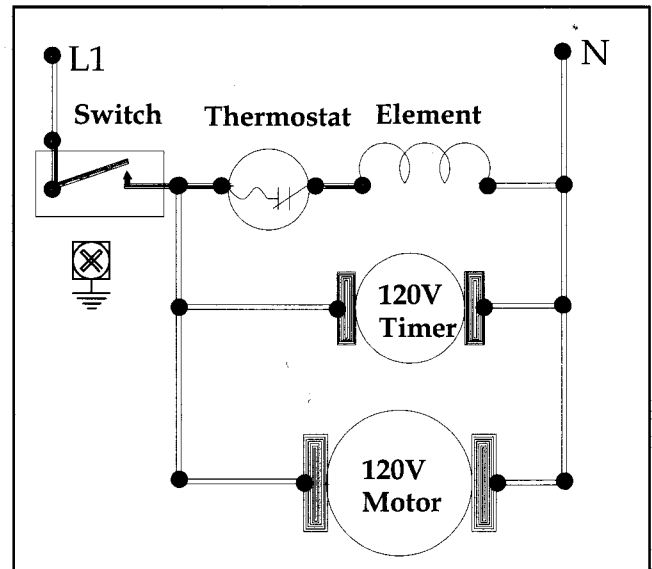 L1
N
Switch
Thermostat
Element
120V
Timer
120V
Motor